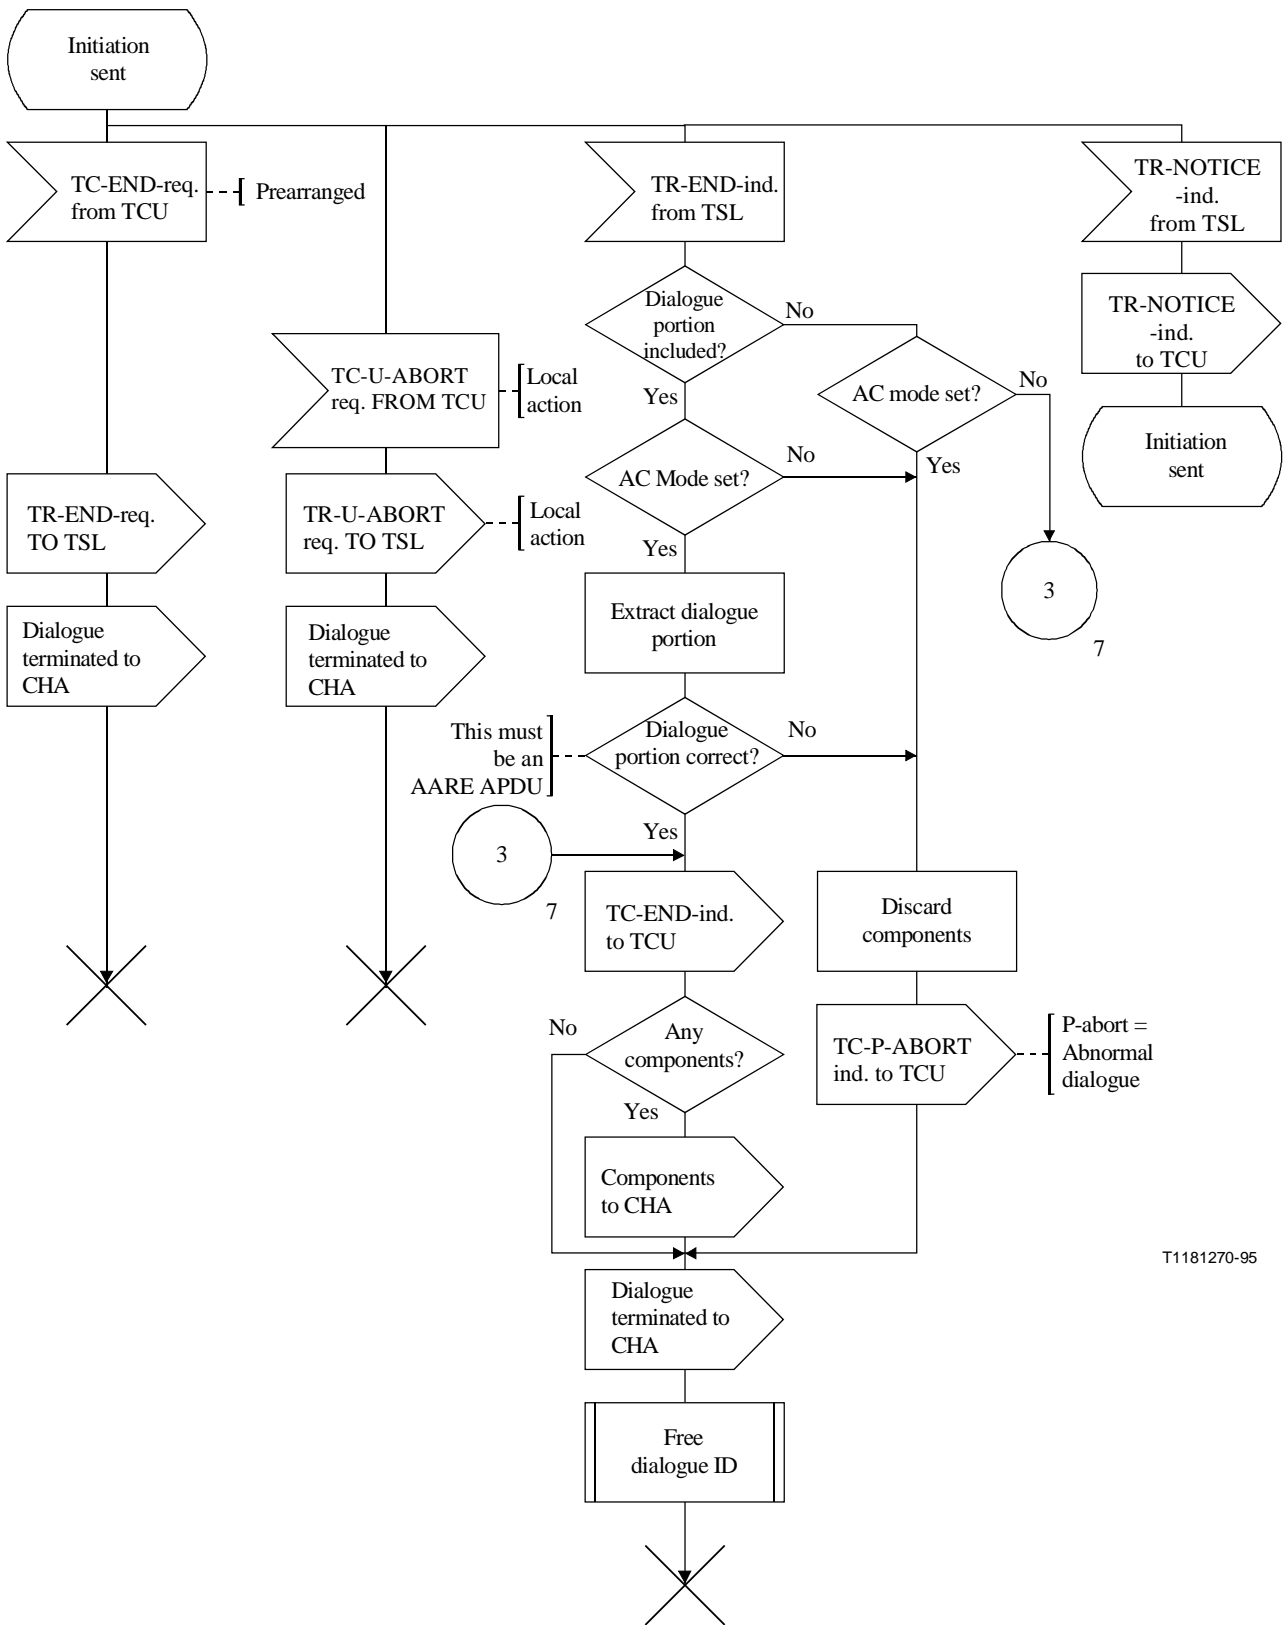 Initiation
sent
TC-END-req.
from TCU
Prearranged
TR-END-ind.
from TSL
TR-NOTICE
-ind.
from TSL
Dialogue
portion
included?
No
Yes
TR-NOTICE
-ind.
to TCU
TC-U-ABORT
req. FROM TCU
Local
action
AC mode set?
No
Yes
Initiation
sent
AC Mode set?
No
Yes
TR-END-req.
TO TSL
TR-U-ABORT
req. TO TSL
Local
action
3
7
Extract dialogue
portion
Dialogue
terminated to
CHA
Dialogue
terminated to
CHA
This must
be an
AARE APDU
Dialogue
portion correct?
No
Yes
3
7
TC-END-ind.
to TCU
Discard
components
Any
components?
No
Yes
TC-P-ABORT
ind. to TCU
P-abort =
Abnormal
dialogue
Components
to CHA
T1181270-95
Dialogue
terminated to
CHA
Free
dialogue ID